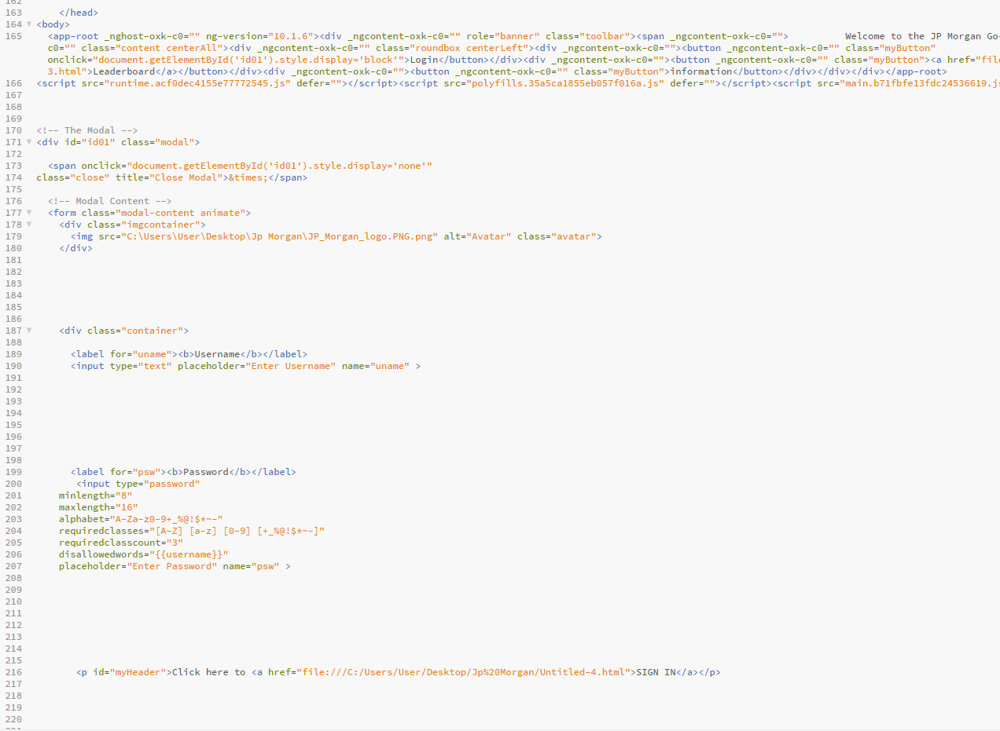 162
163 </head>
164 <body>
165 <app-root _nghost-oxk-c0="" ng-version="10.1.6"><div _ngcontent-oxk-c0="" role="banner" class="toolbar"><span _ngcontent-oxk-c0=""> Welcome to the JP Morgan Go-
c0="" class="content centerAll"><div _ngcontent-oxk-c0="" class="roundbox centerLeft"><div _ngcontent-oxk-c0=""><button _ngcontent-oxk-c0="" class="myButton"
onclick="document.getElementById('id01').style.display='block'">Login</button></div><div _ngcontent-oxk-c0=""><button _ngcontent-oxk-c0="" class="myButton"><a href="file
3.html">Leaderboard</a></button></div><div _ngcontent-oxk-c0=""><button _ngcontent-oxk-c0="" class="myButton">information</button></div></div></div></app-root>
166 <script src="runtime.acf0dec4155e77772545.js" defer=""></script><script src="polyfills.35a5ca1855eb057f016a.js" defer=""></script><script src="main.b71fbfe13fdc24536619.js
167
168
169
170 <!-- The Modal -->
171 <div id="id01" class="modal">
172
173 <span onclick="document.getElementById('id01').style.display='none'"
174 class="close" title="Close Modal">&times;</span>
175
176 <!-- Modal Content -->
177 <form class="modal-content animate">
178 <div class="imgcontainer">
179 <img src="C:\Users\User\Desktop\Jp Morgan\JP_Morgan_logo.PNG.png" alt="Avatar" class="avatar">
180 </div>
181
182
183
184
185
186
187 <div class="container">
188
189 <label for="uname"><b>Username</b></label>
190 <input type="text" placeholder="Enter Username" name="uname" >
191
192
193
194
195
196
197
198
199 <label for="psw"><b>Password</b></label>
200 <input type="password"
201 minlength="8"
202 maxlength="16"
203 alphabet="A-Za-z0-9+_%@!$*~-"
204 requiredclasses="[A-Z] [a-z] [0-9] [+_%@!$*~-]"
205 requiredclasscount="3"
206 disallowedwords="{{username}}"
207 placeholder="Enter Password" name="psw" >
208
209
210
211
212
213
214
215
216 <p id="myHeader">Click here to <a href="file:///C:/Users/User/Desktop/Jp%20Morgan/Untitled-4.html">SIGN IN</a></p>
217
218
219
220